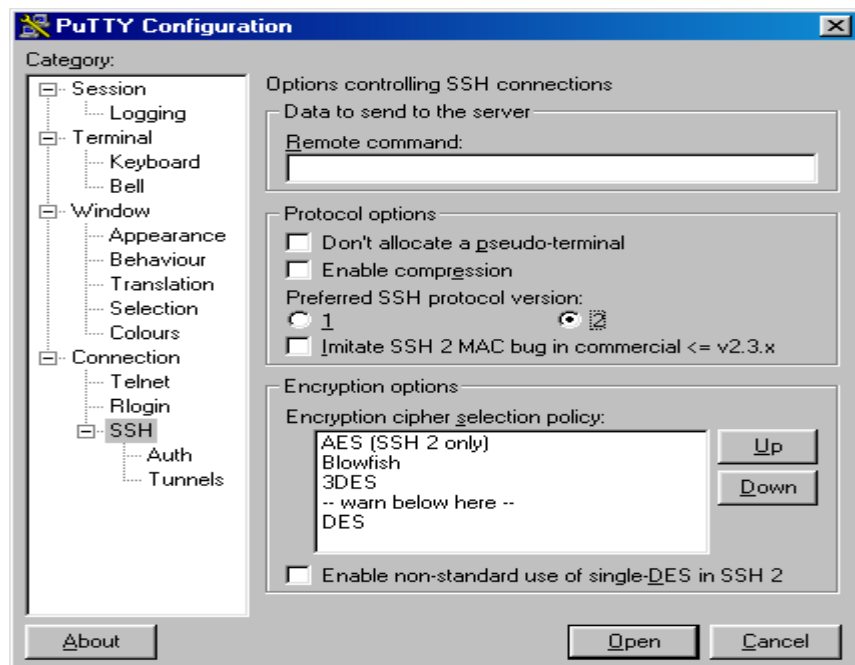 PuTTY Configuration
Category:
Session
Logging
Terminal
Keyboard
Bell
Window
Appearance
Behaviour
Translation
Selection
Colours
Connection
Telnet
Rlogin
SSH
Auth
Tunnels
Options controlling SSH connections
Data to send to the server
Remote command:
Protocol options
Don't allocate a pseudo-terminal
Enable compression
Preferred SSH protocol version:
1 2
Imitate SSH 2 MAC bug in commercial <= v2.3.x
Encryption options
Encryption cipher selection policy:
AES (SSH 2 only)
Blowfish
3DES
-- warn below here --
DES
Up
Down
Enable non-standard use of single-DES in SSH 2
About
Open
Cancel